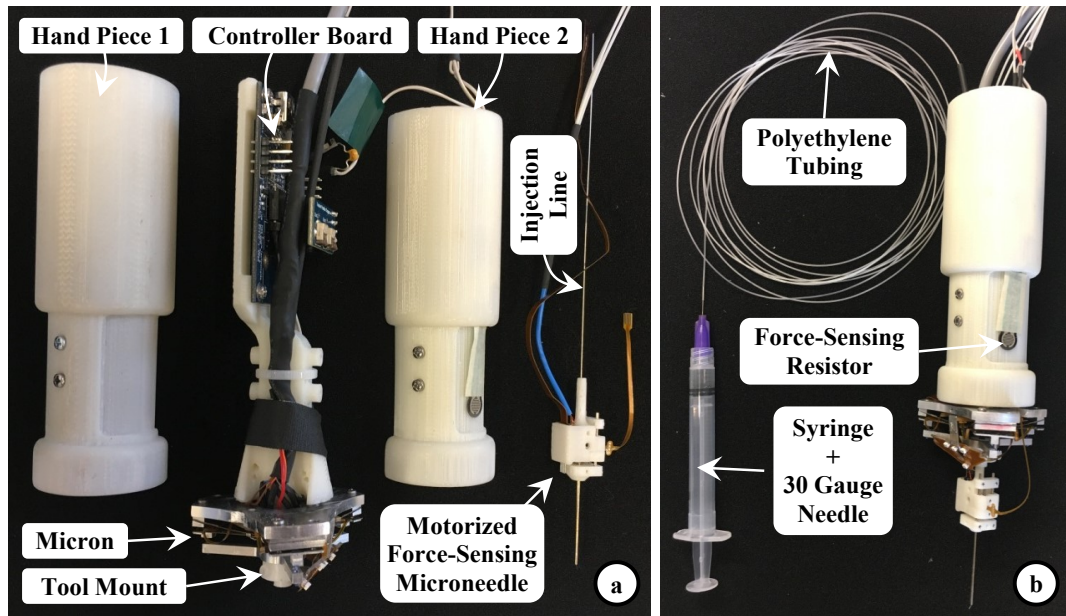 Hand Piece 1
Controller Board
Hand Piece 2
Injection
Line
Micron
Tool Mount
Motorized
Force-Sensing
Microneedle
a
Polyethylene
Tubing
Force-Sensing
Resistor
Syringe
+
30 Gauge
Needle
b